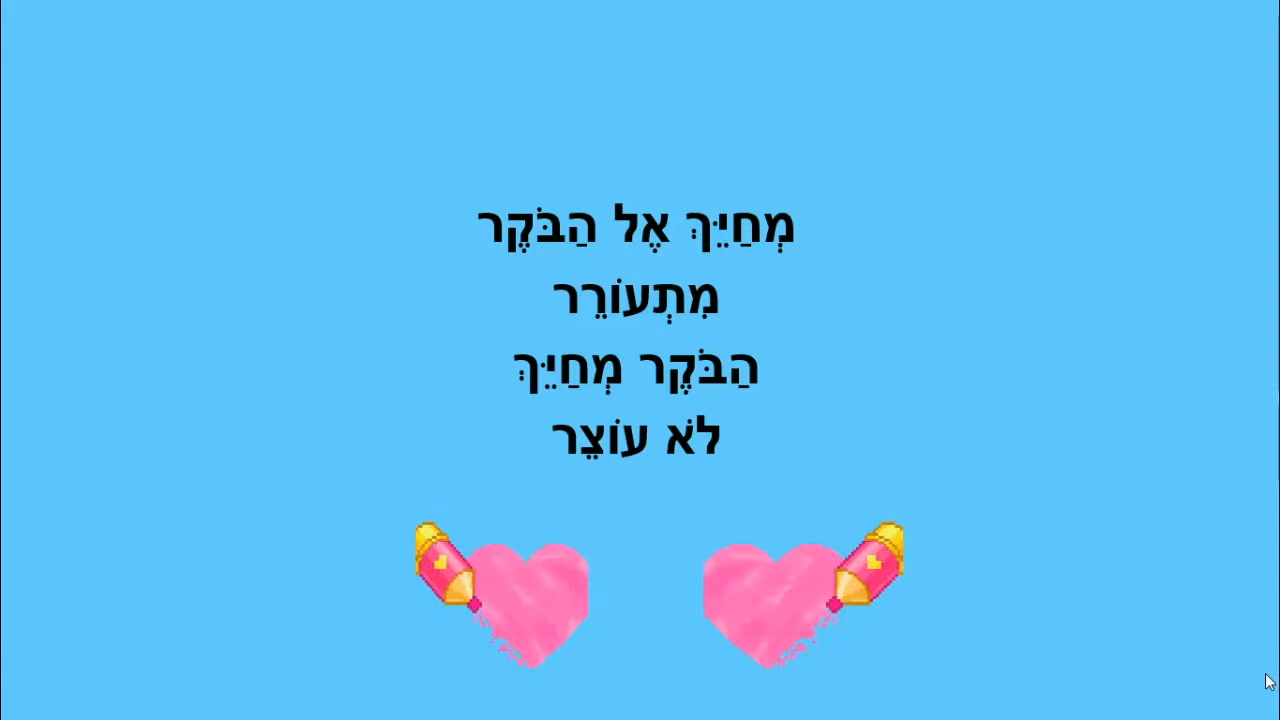 מְחַיֵּךְ אֶל הַבֹּקֶר
מִתְעוֹרֵר
הַבֹּקֶר מְחַיֵּךְ
לֹא עוֹצֵר